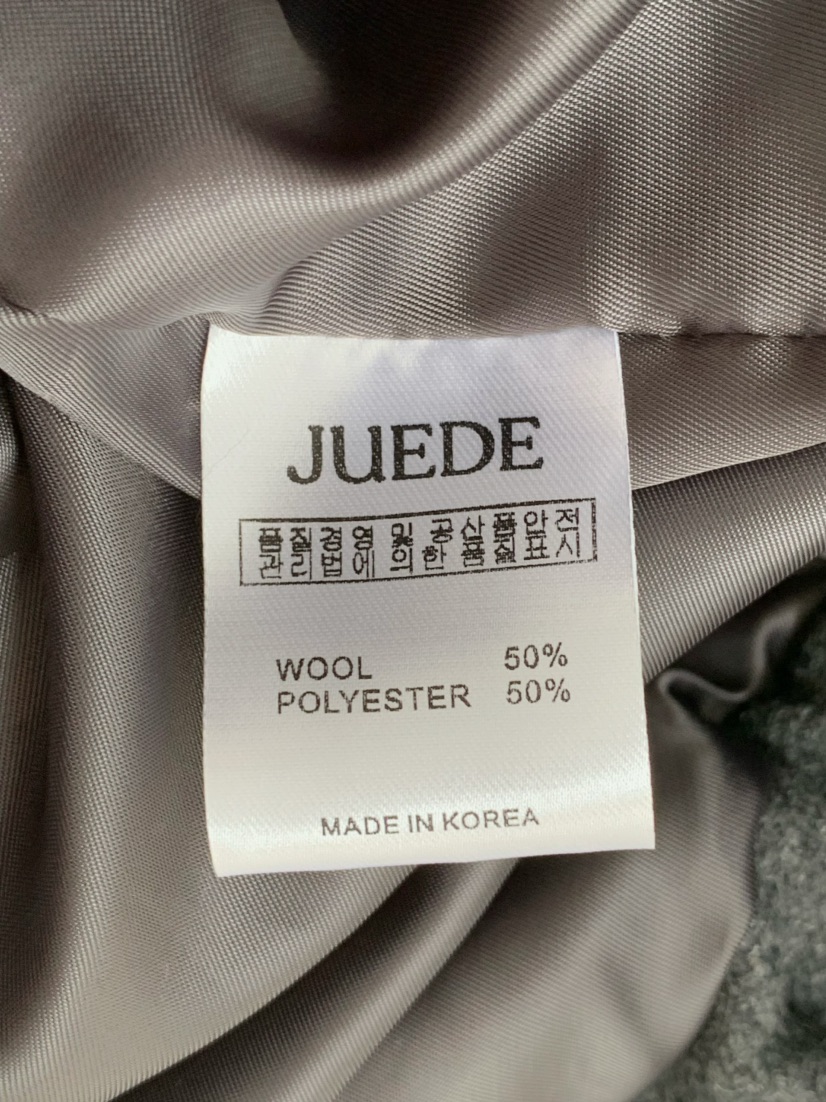 JUEDE
품질경영 및 공산품안전
관리법에 의한 품질표시
WOOL 50%
POLYESTER 50%
MADE IN KOREA